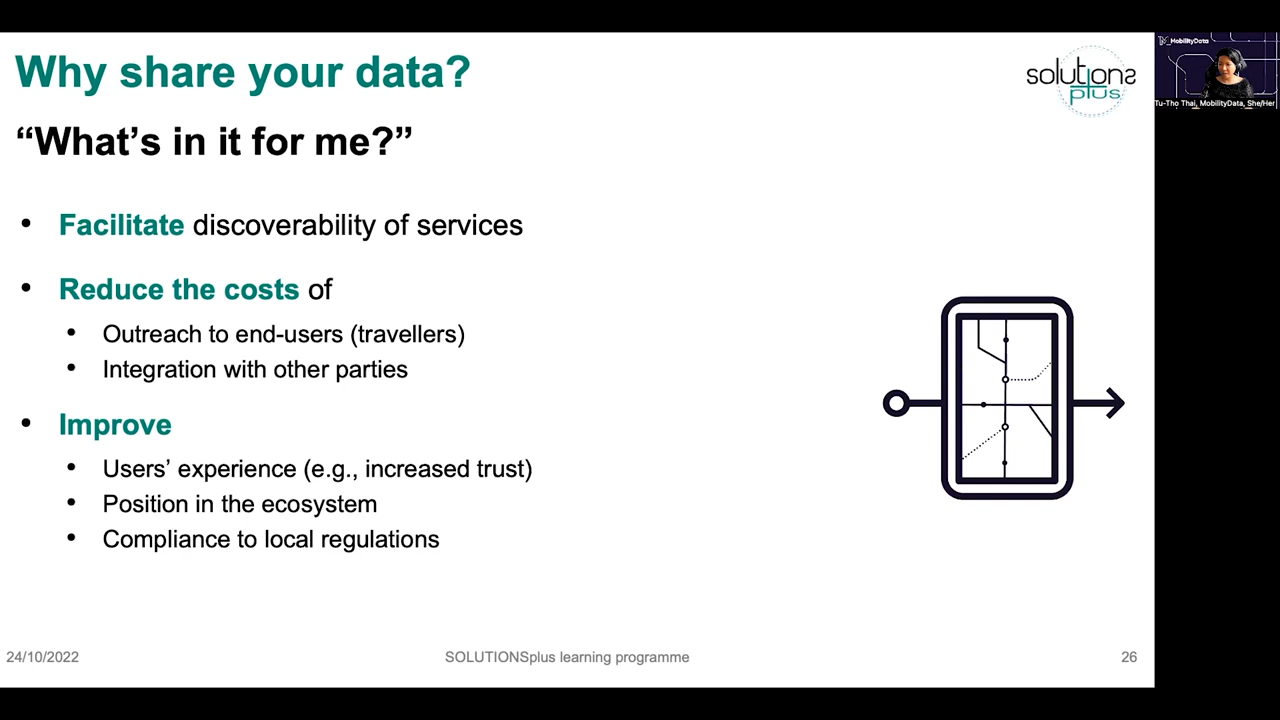 Why share your data?
solutions
plus
MobilityData
Tu-Tho Thai, MobilityData, She/Her
“What’s in it for me?”
• Facilitate discoverability of services
• Reduce the costs of
• Outreach to end-users (travellers)
• Integration with other parties
• Improve
• Users’ experience (e.g., increased trust)
• Position in the ecosystem
• Compliance to local regulations
24/10/2022
SOLUTIONSplus learning programme
26